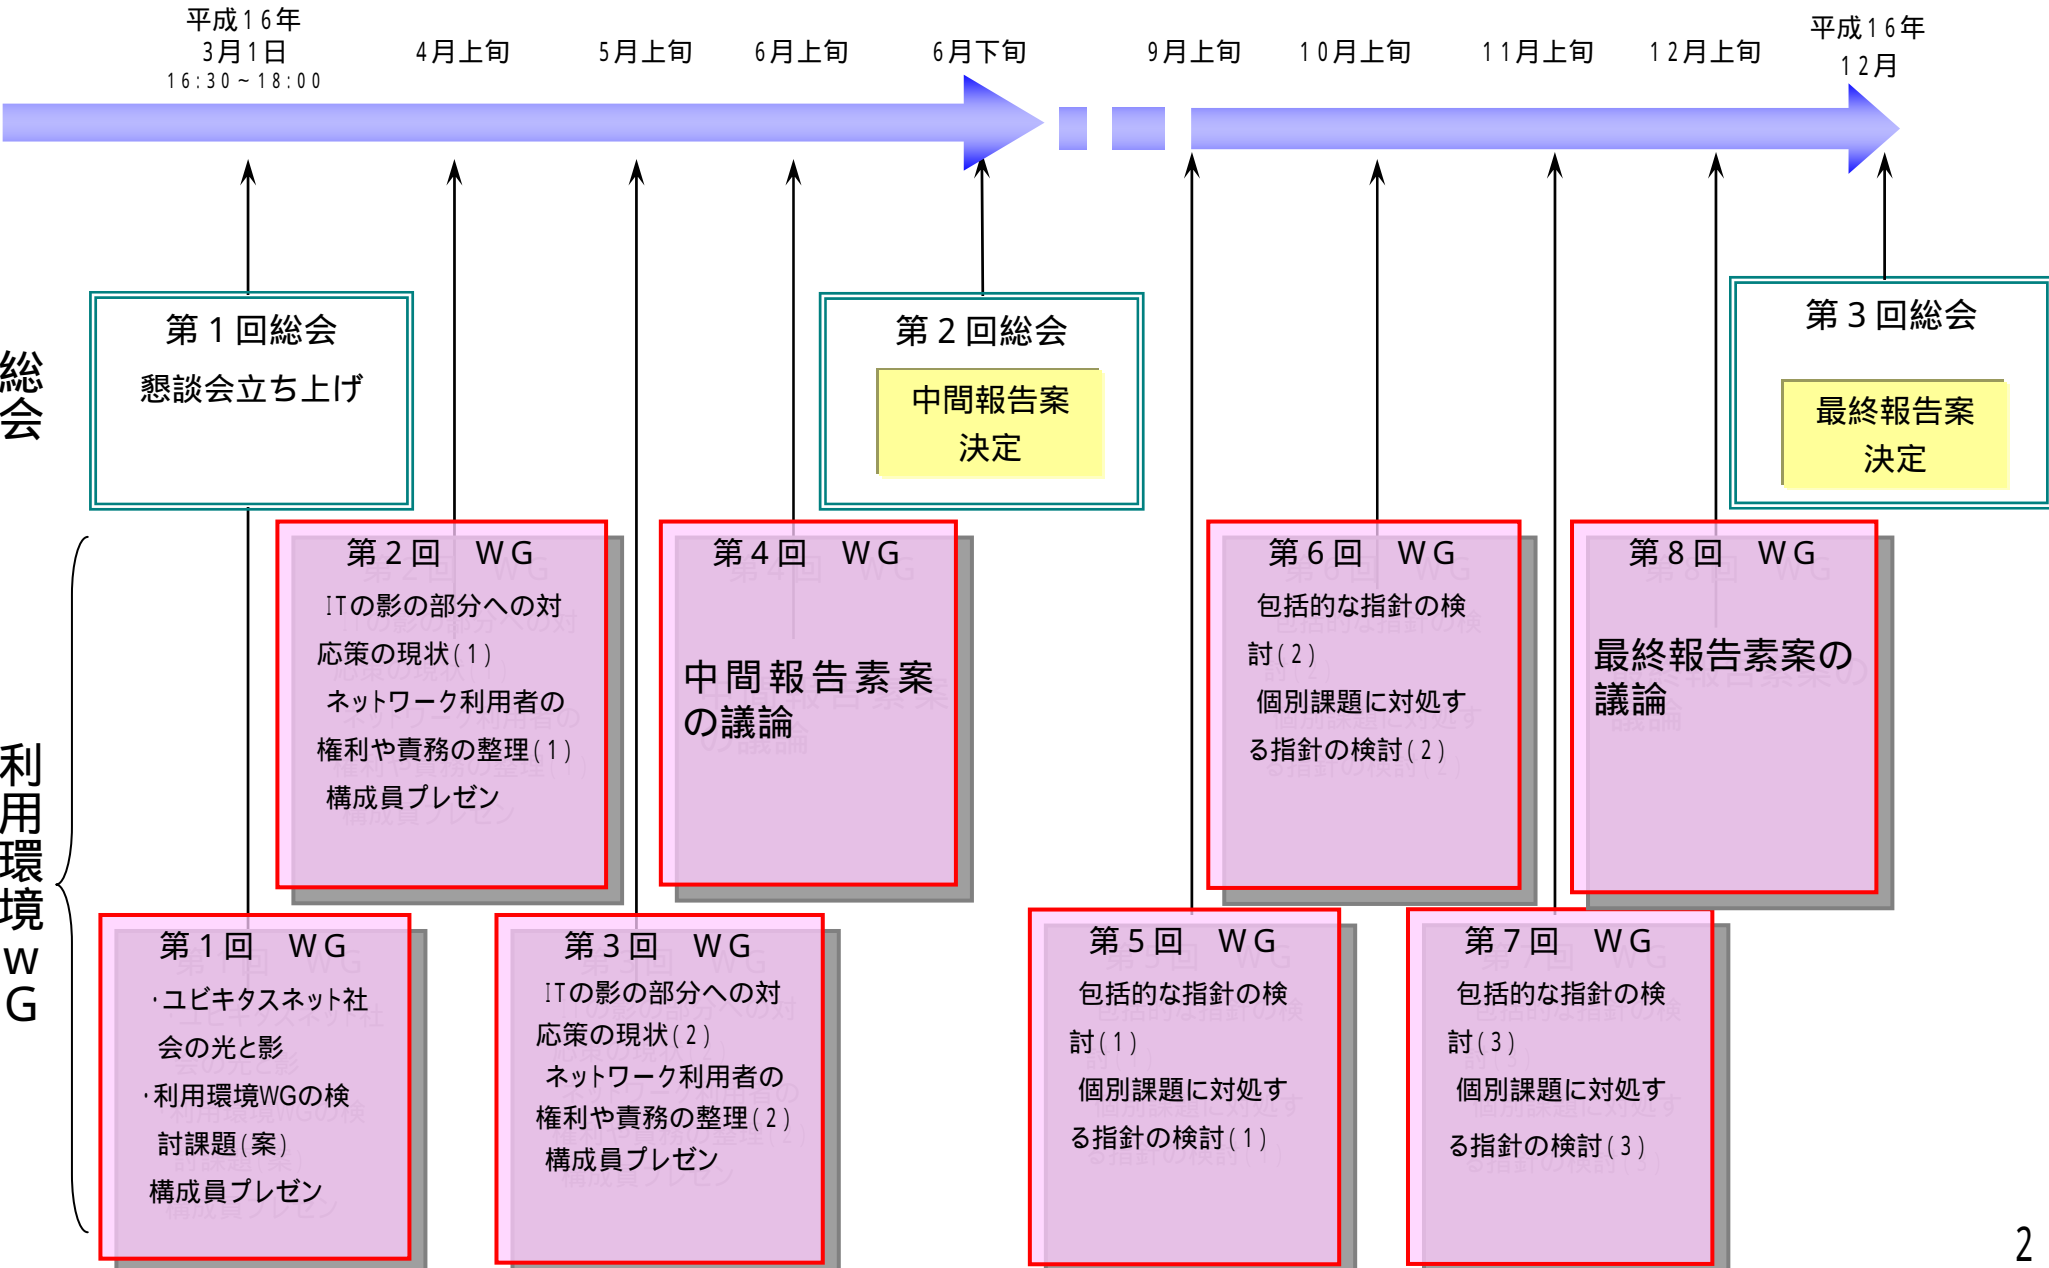 平成16年
3月1日
16:30～18:00
4月上旬
5月上旬
6月上旬
6月下旬
9月上旬
10月上旬
11月上旬
12月上旬
平成16年
12月
総会
第1回総会
懇談会立ち上げ
第2回総会
中間報告案
決定
第3回総会
最終報告案
決定
利用環境WG
第2回　WG
ITの影の部分への対
応策の現状(1)
ネットワーク利用者の
権利や責務の整理(1)
構成員プレゼン
第4回　WG
中間報告素案
の議論
第6回　WG
包括的な指針の検
討(2)
個別課題に対処す
る指針の検討(2)
第8回　WG
最終報告素案の
議論
第1回　WG
・ユビキタスネット社
会の光と影
・利用環境WGの検
討課題(案)
構成員プレゼン
第3回　WG
ITの影の部分への対
応策の現状(2)
ネットワーク利用者の
権利や責務の整理(2)
構成員プレゼン
第5回　WG
包括的な指針の検
討(1)
個別課題に対処す
る指針の検討(1)
第7回　WG
包括的な指針の検
討(3)
個別課題に対処す
る指針の検討(3)
2